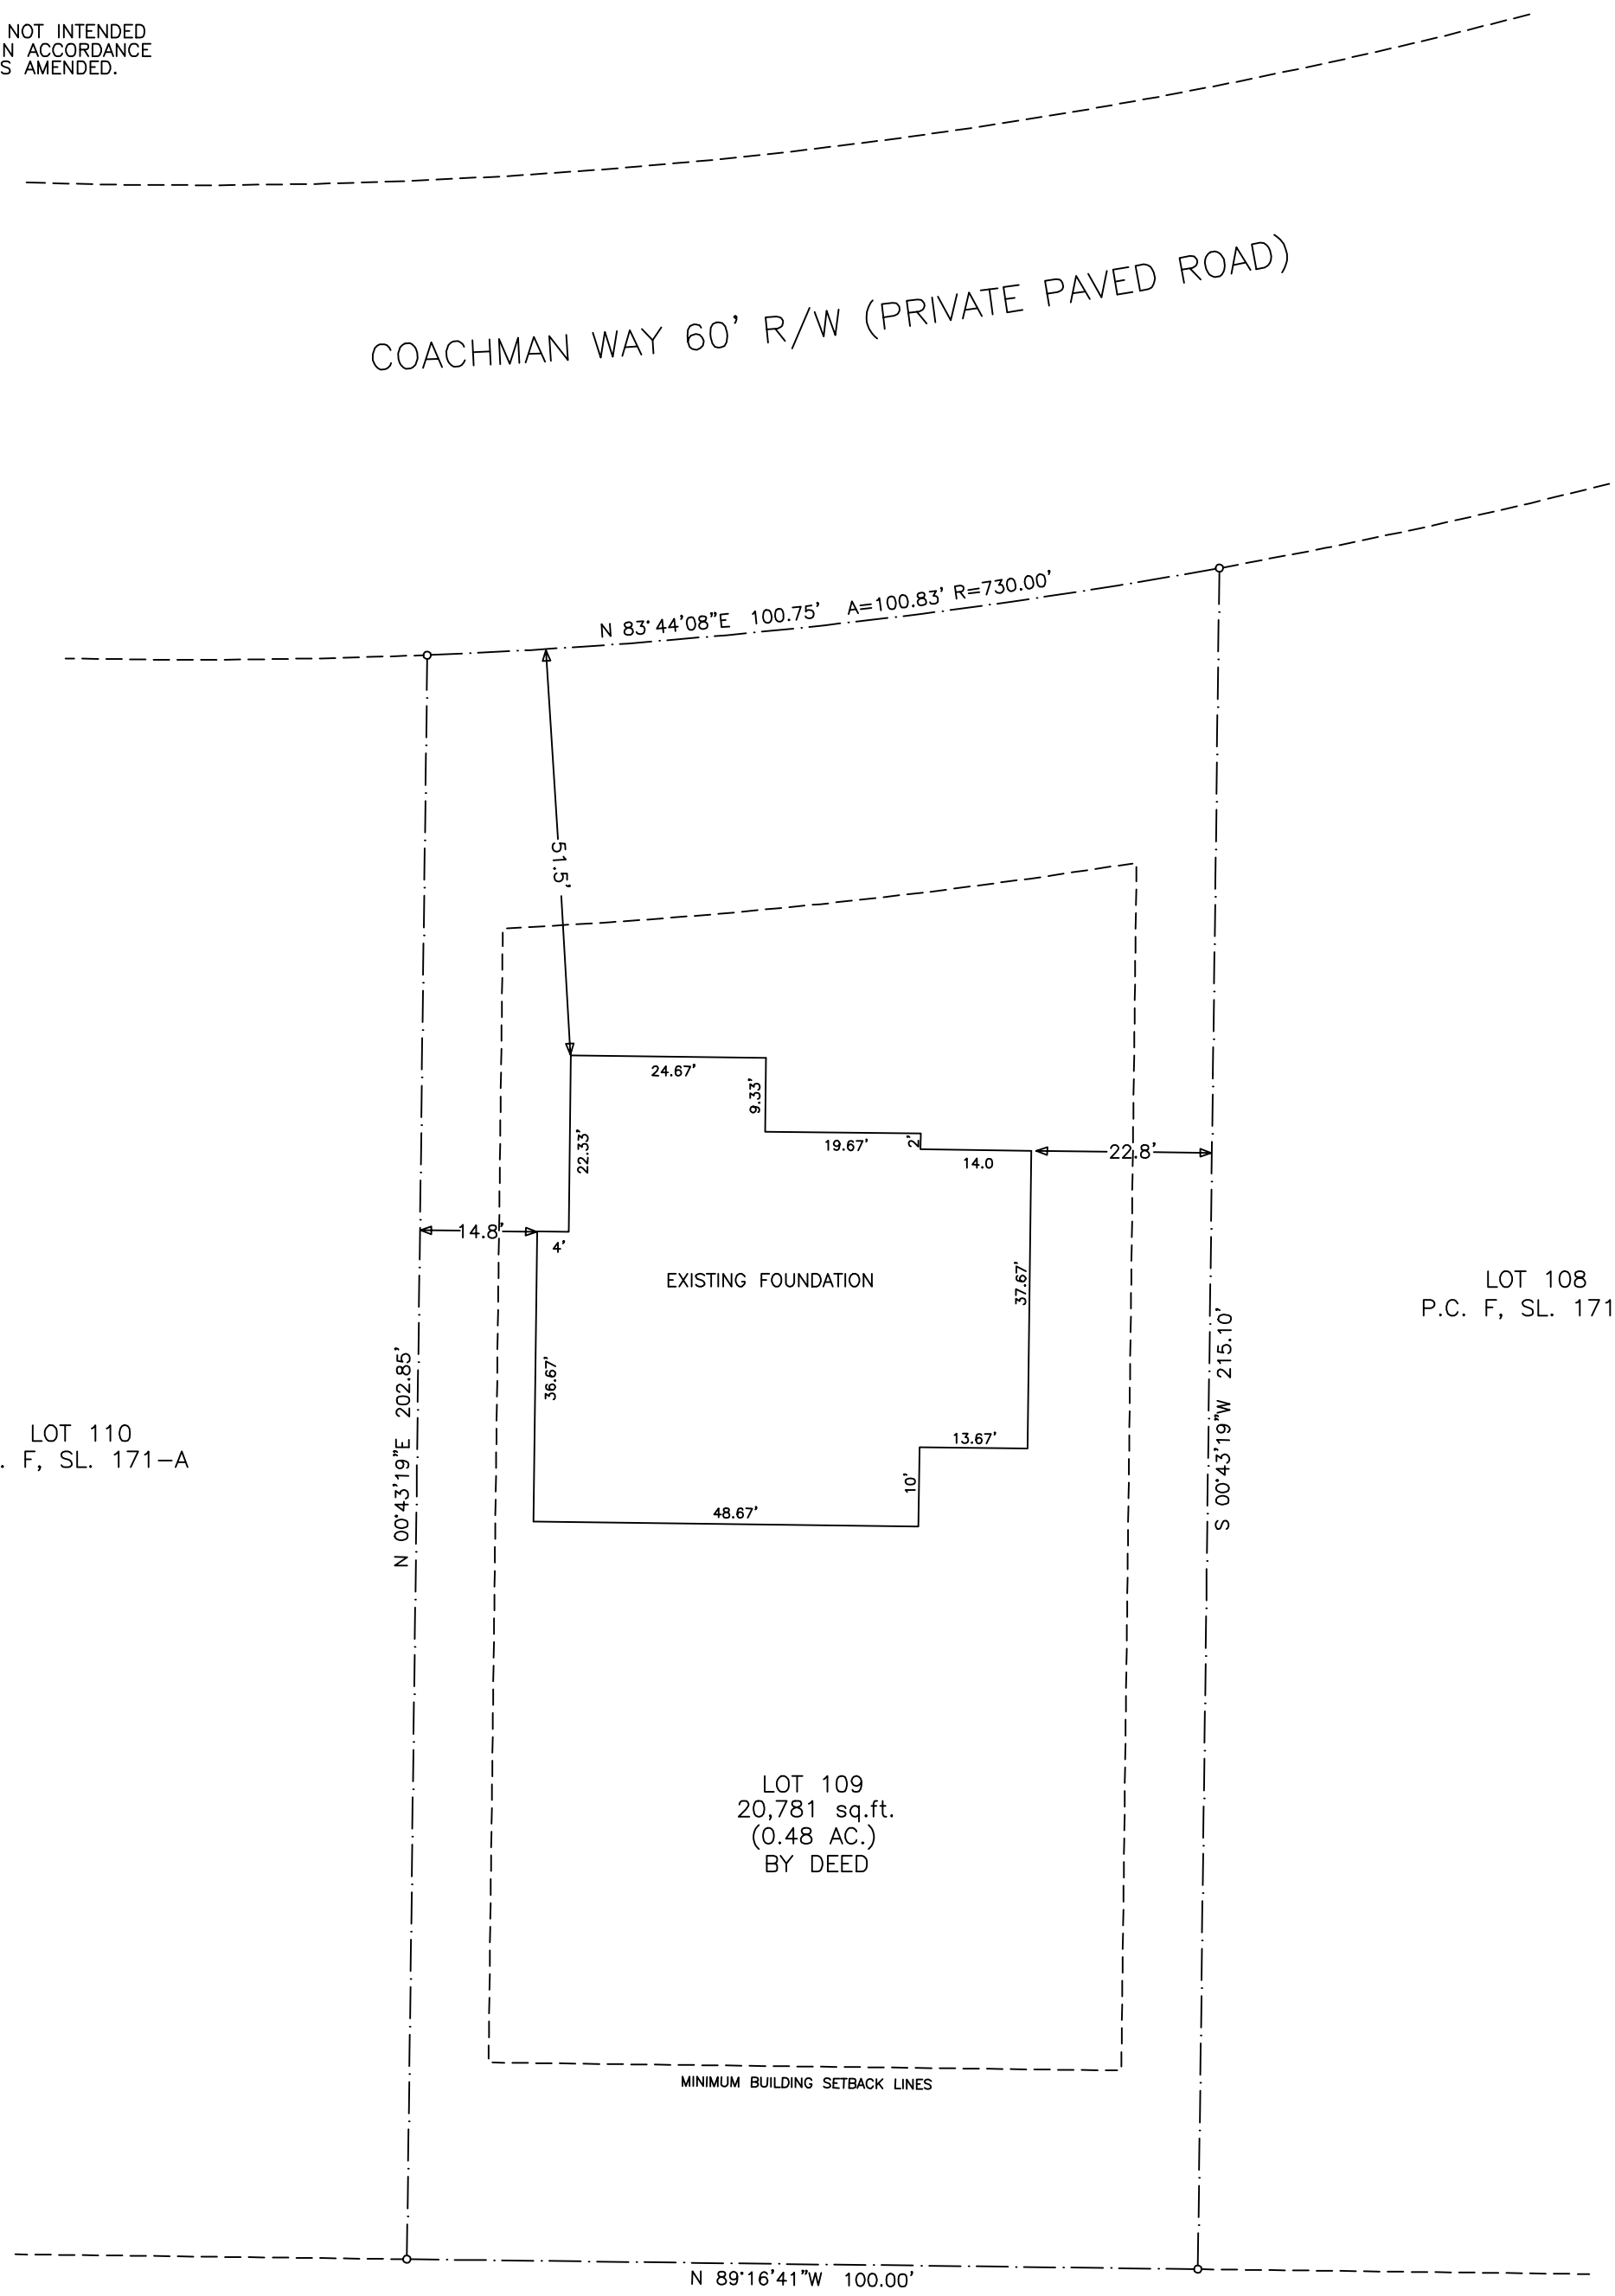 NOT INTENDED
N ACCORDANCE
S AMENDED.
COACHMAN WAY 60' R/W (PRIVATE PAVED ROAD)
N 83°44'08"E 100.75' A=100.83' R=730.00'
51.5'
24.67'
9.33'
19.67'
2'
14.0
22.8'
22.33'
14.8'
4'
EXISTING FOUNDATION
37.67'
LOT 108
P.C. F, SL. 171
36.67'
N 00°43'19"E 202.85'
S 00°43'19"W 215.10'
LOT 110
. F, SL. 171-A
13.67'
10'
48.67'
LOT 109
20,781 sq.ft.
(0.48 AC.)
BY DEED
MINIMUM BUILDING SETBACK LINES
N 89°16'41"W 100.00'